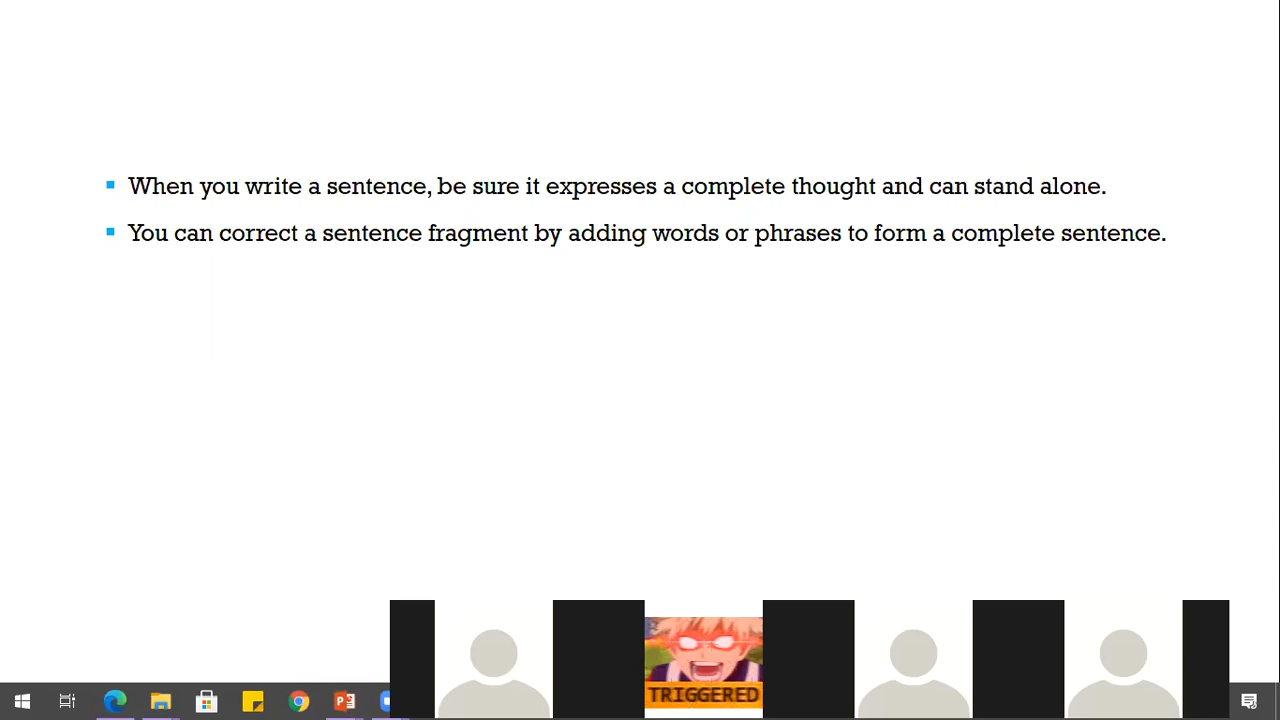 When you write a sentence, be sure it expresses a complete thought and can stand alone.
You can correct a sentence fragment by adding words or phrases to form a complete sentence.
TRIGGERED